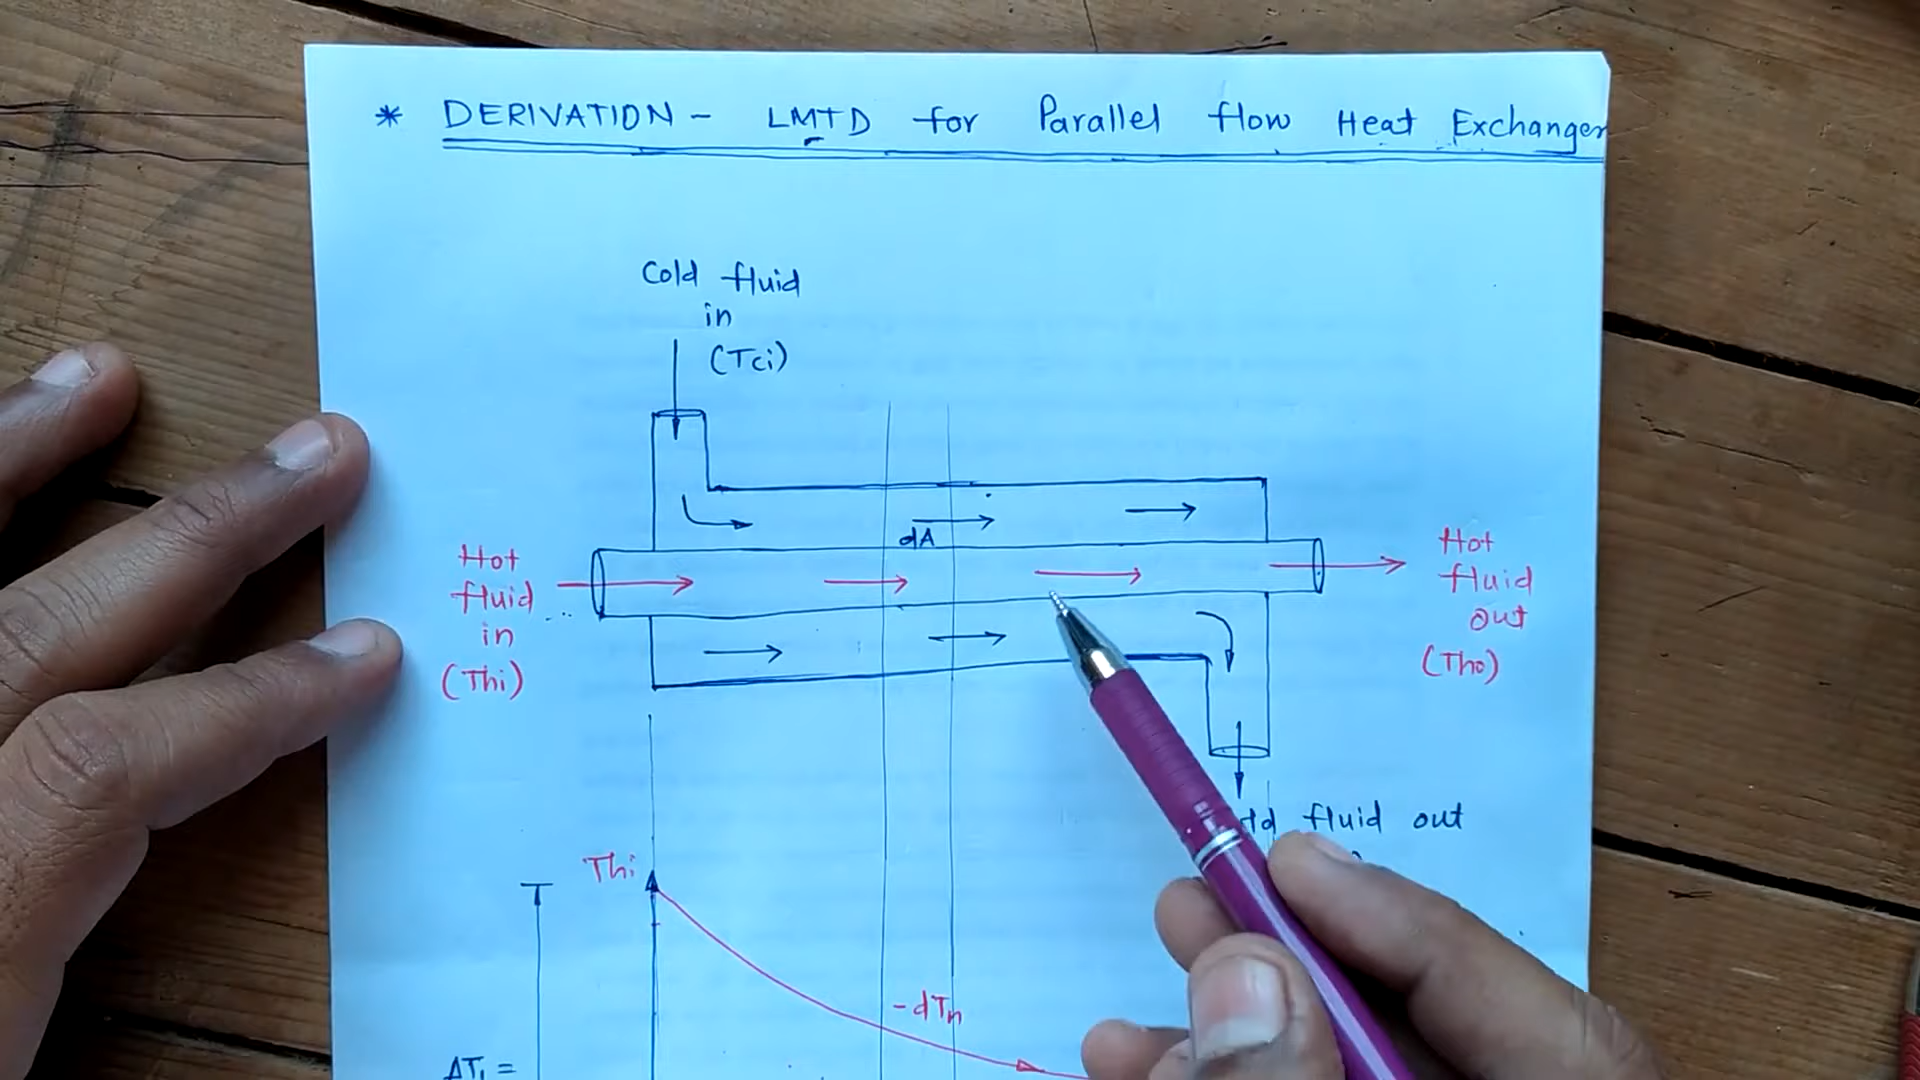 * DERIVATION - LMTD for Parallel flow Heat Exchanger
Cold fluid
in
(Tci)
dA
Hot
fluid
in
(Thi)
Hot
fluid
out
(Tho)
fluid out
Thi
-dTh
ΔT1 =